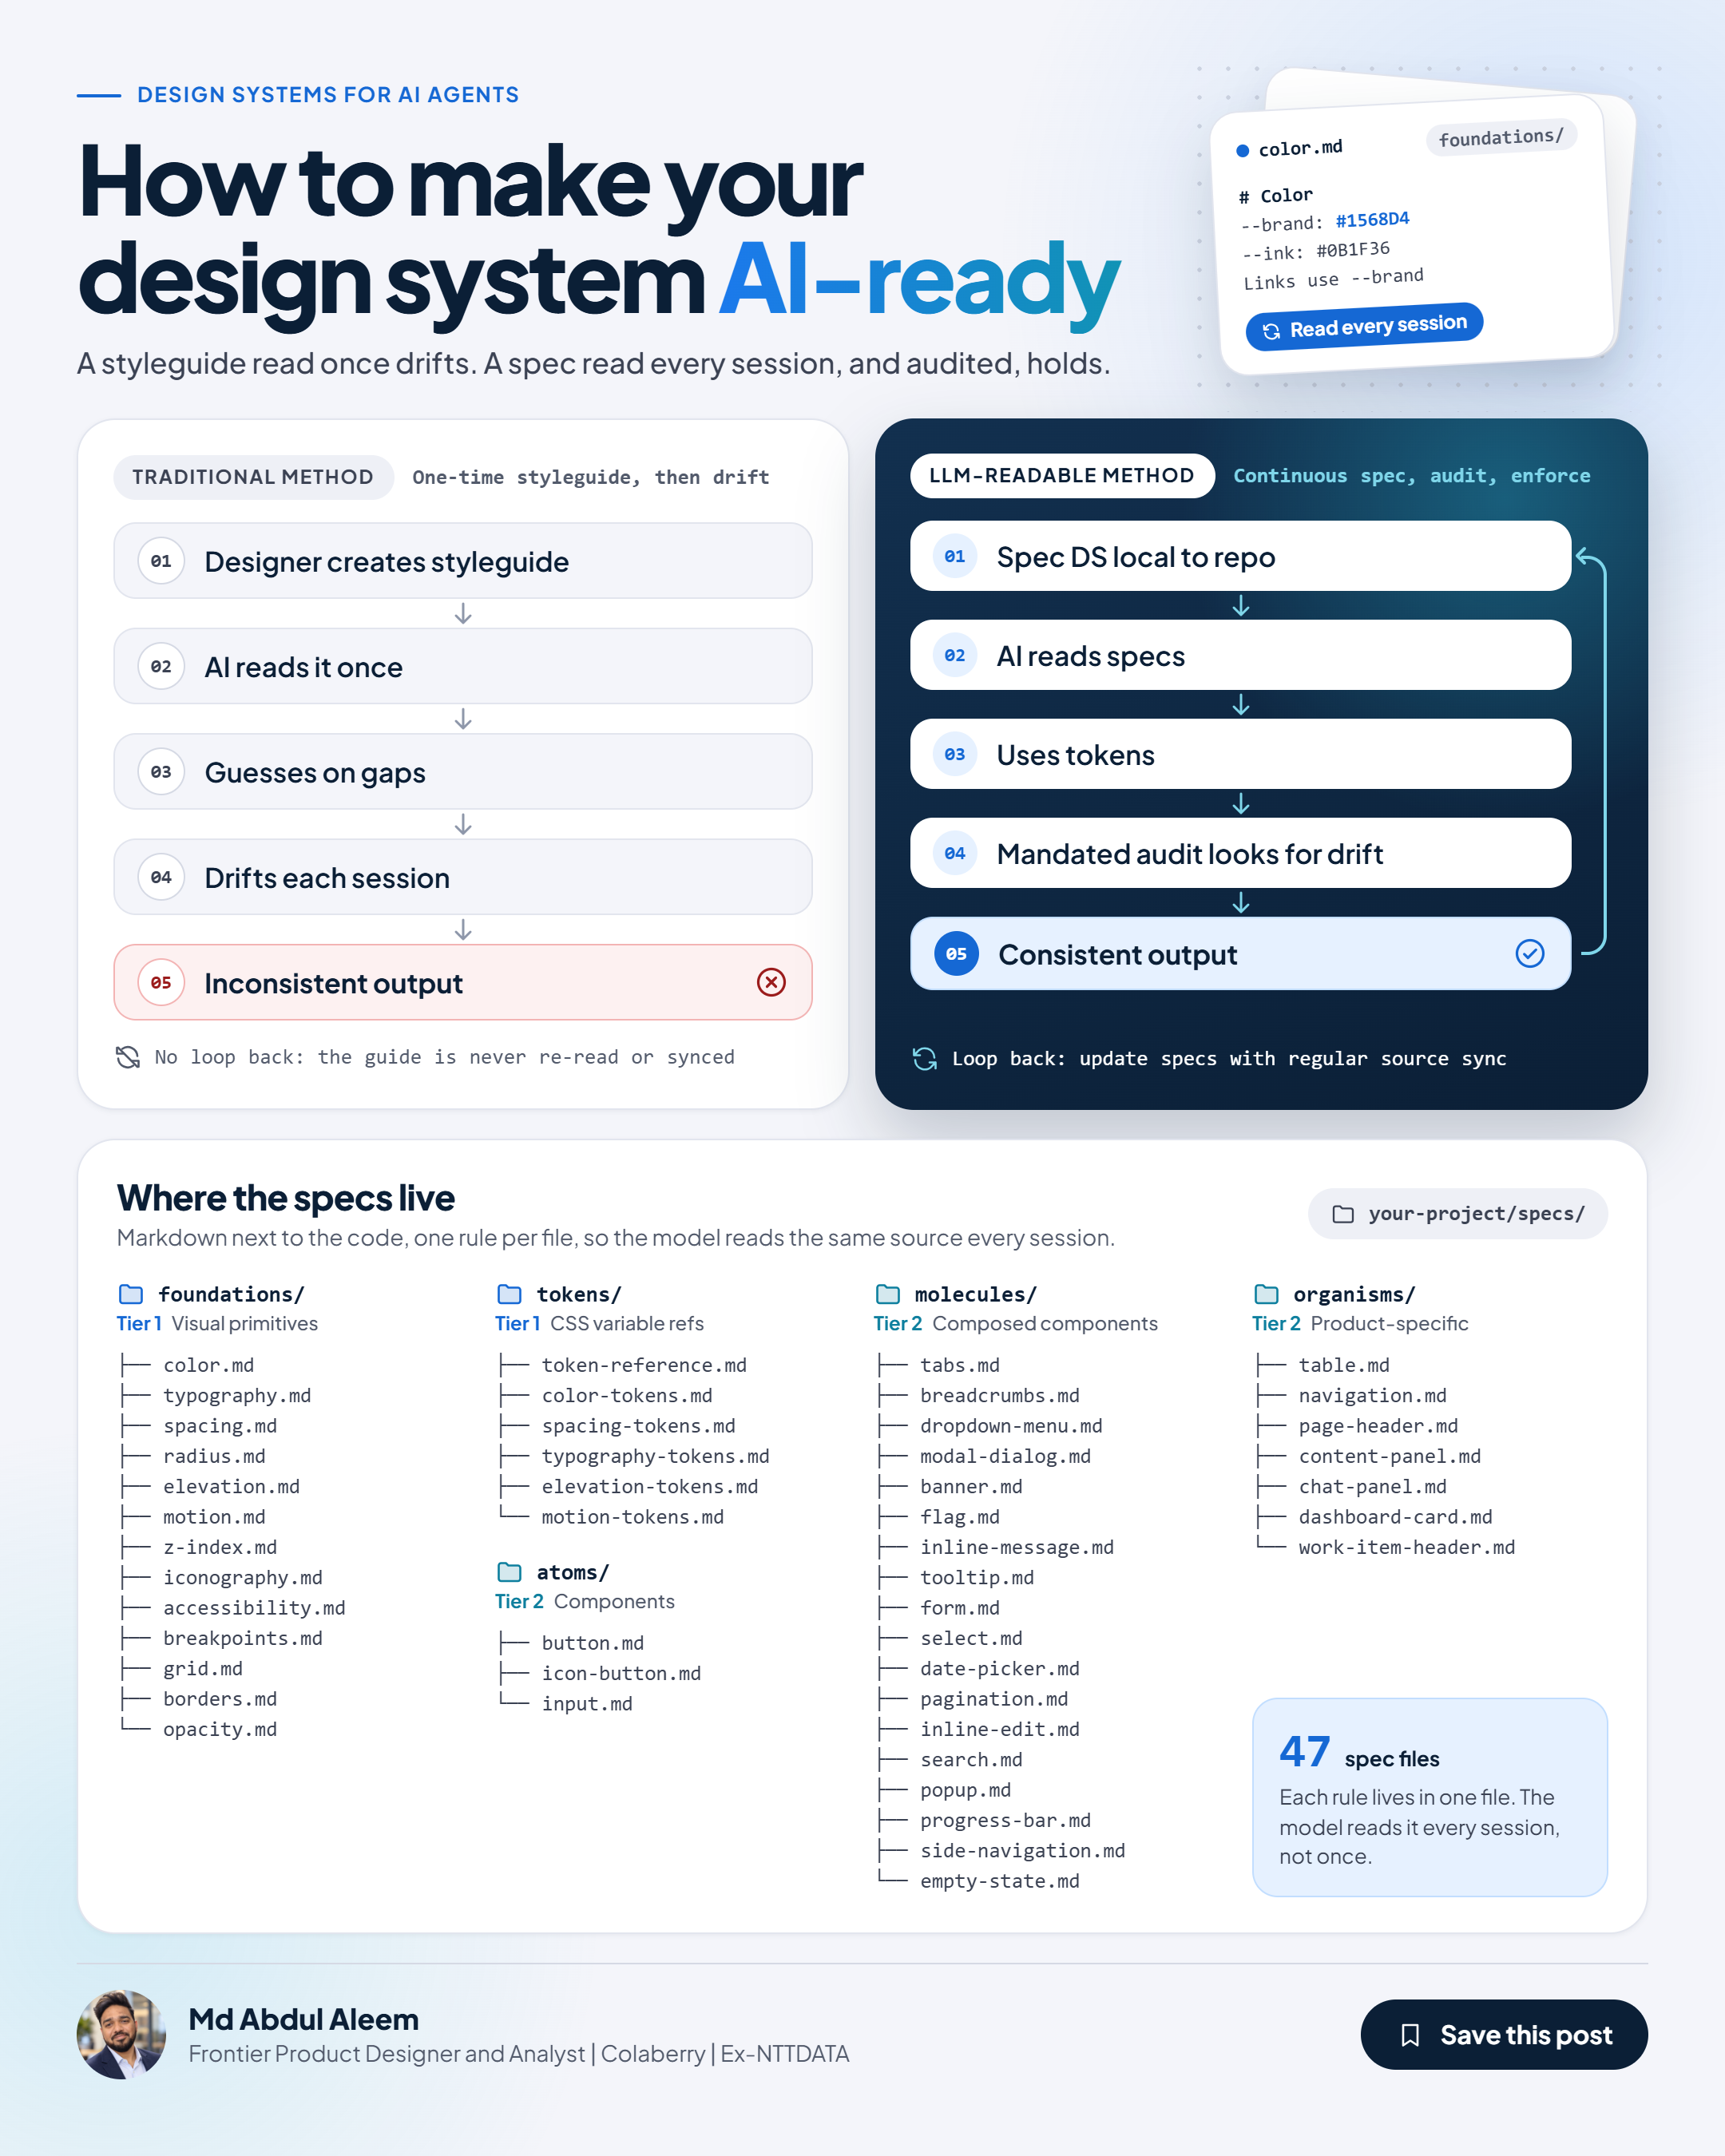 DESIGN SYSTEMS FOR AI AGENTS
How to make your
design system AI-ready
A styleguide read once drifts. A spec read every session, and audited, holds.
color.md
foundations/
# Color
--brand: #1568D4
--ink: #0B1F36
Links use --brand
Read every session
TRADITIONAL METHOD
One-time styleguide, then drift
01 Designer creates styleguide
02 AI reads it once
03 Guesses on gaps
04 Drifts each session
05 Inconsistent output
No loop back: the guide is never re-read or synced
LLM-READABLE METHOD
Continuous spec, audit, enforce
01 Spec DS local to repo
02 AI reads specs
03 Uses tokens
04 Mandated audit looks for drift
05 Consistent output
Loop back: update specs with regular source sync
Where the specs live
Markdown next to the code, one rule per file, so the model reads the same source every session.
your-project/specs/
foundations/
Tier 1 Visual primitives
├── color.md
├── typography.md
├── spacing.md
├── radius.md
├── elevation.md
├── motion.md
├── z-index.md
├── iconography.md
├── accessibility.md
├── breakpoints.md
├── grid.md
├── borders.md
└── opacity.md
tokens/
Tier 1 CSS variable refs
├── token-reference.md
├── color-tokens.md
├── spacing-tokens.md
├── typography-tokens.md
├── elevation-tokens.md
└── motion-tokens.md
atoms/
Tier 2 Components
├── button.md
├── icon-button.md
└── input.md
molecules/
Tier 2 Composed components
├── tabs.md
├── breadcrumbs.md
├── dropdown-menu.md
├── modal-dialog.md
├── banner.md
├── flag.md
├── inline-message.md
├── tooltip.md
├── form.md
├── select.md
├── date-picker.md
├── pagination.md
├── inline-edit.md
├── search.md
├── popup.md
├── progress-bar.md
├── side-navigation.md
└── empty-state.md
organisms/
Tier 2 Product-specific
├── table.md
├── navigation.md
├── page-header.md
├── content-panel.md
├── chat-panel.md
├── dashboard-card.md
└── work-item-header.md
47 spec files
Each rule lives in one file. The
model reads it every session,
not once.
Md Abdul Aleem
Frontier Product Designer and Analyst | Colaberry | Ex-NTTDATA
Save this post